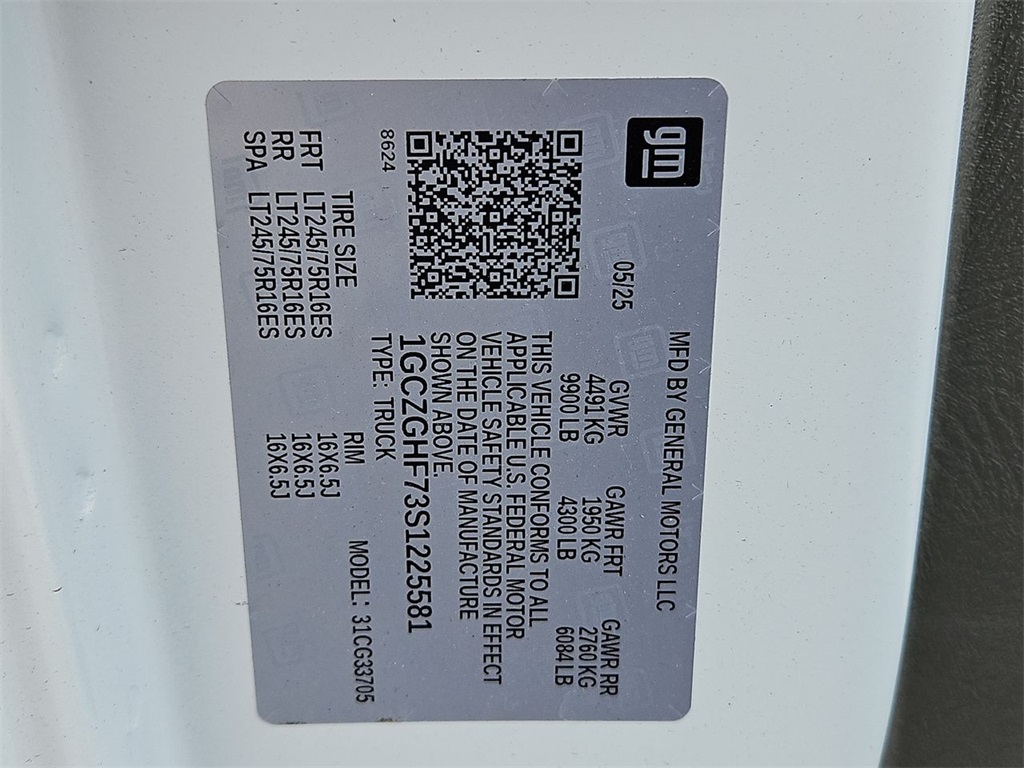 gm
MFD BY GENERAL MOTORS LLC
05/25
GVWR GAWR FRT GAWR RR
4491 KG 1950 KG 2760 KG
9900 LB 4300 LB 6084 LB
THIS VEHICLE CONFORMS TO ALL
APPLICABLE U.S. FEDERAL MOTOR
VEHICLE SAFETY STANDARDS IN EFFECT
ON THE DATE OF MANUFACTURE
SHOWN ABOVE.
1GCZGHF73S1225581
8624
TYPE: TRUCK
MODEL: 31CG33705
TIRE SIZE RIM
FRT LT245/75R16ES 16X6.5J
RR LT245/75R16ES 16X6.5J
SPA LT245/75R16ES 16X6.5J